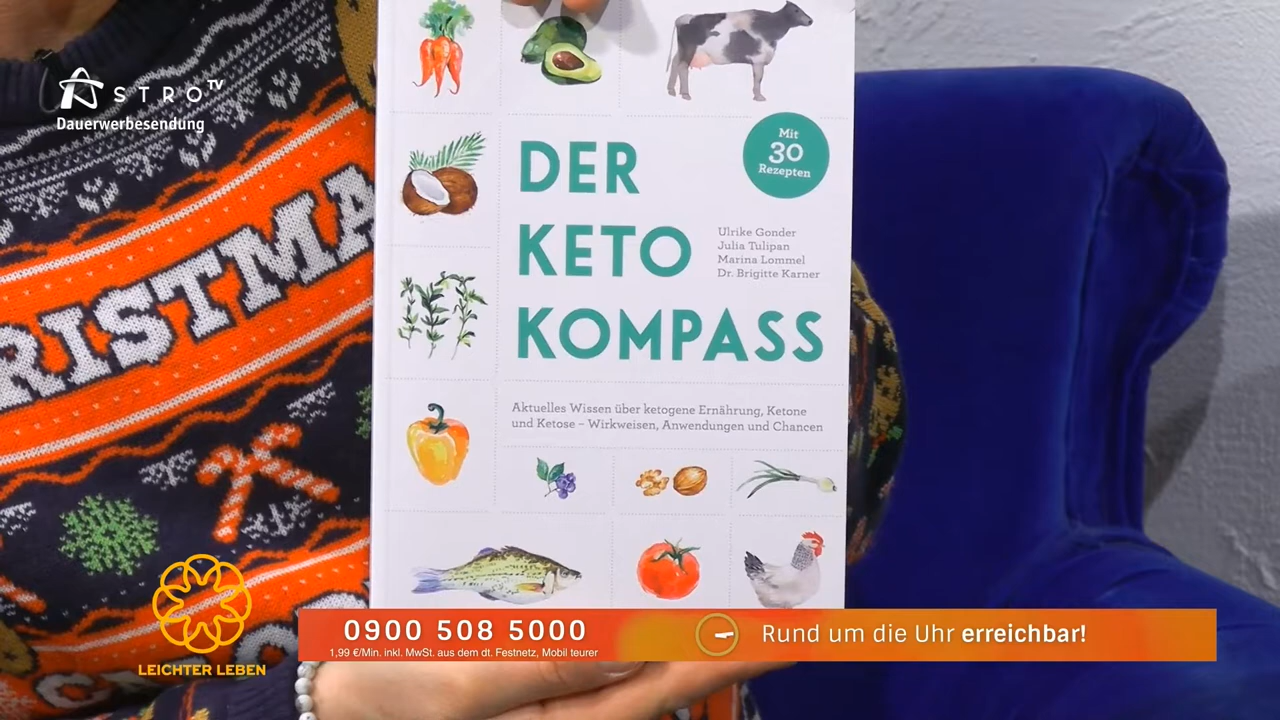 ASTRO TV
Dauerwerbesendung
RISTMA
DER
KETO
KOMPASS
Mit
30
Rezepten
Ulrike Gonder
Julia Tulipan
Marina Lommel
Dr. Brigitte Karner
Aktuelles Wissen über ketogene Ernährung, Ketone
und Ketose – Wirkweisen, Anwendungen und Chancen
LEICHTER LEBEN
0900 508 5000
1,99 €/Min. inkl. MwSt. aus dem dt. Festnetz, Mobil teurer
Rund um die Uhr erreichbar!